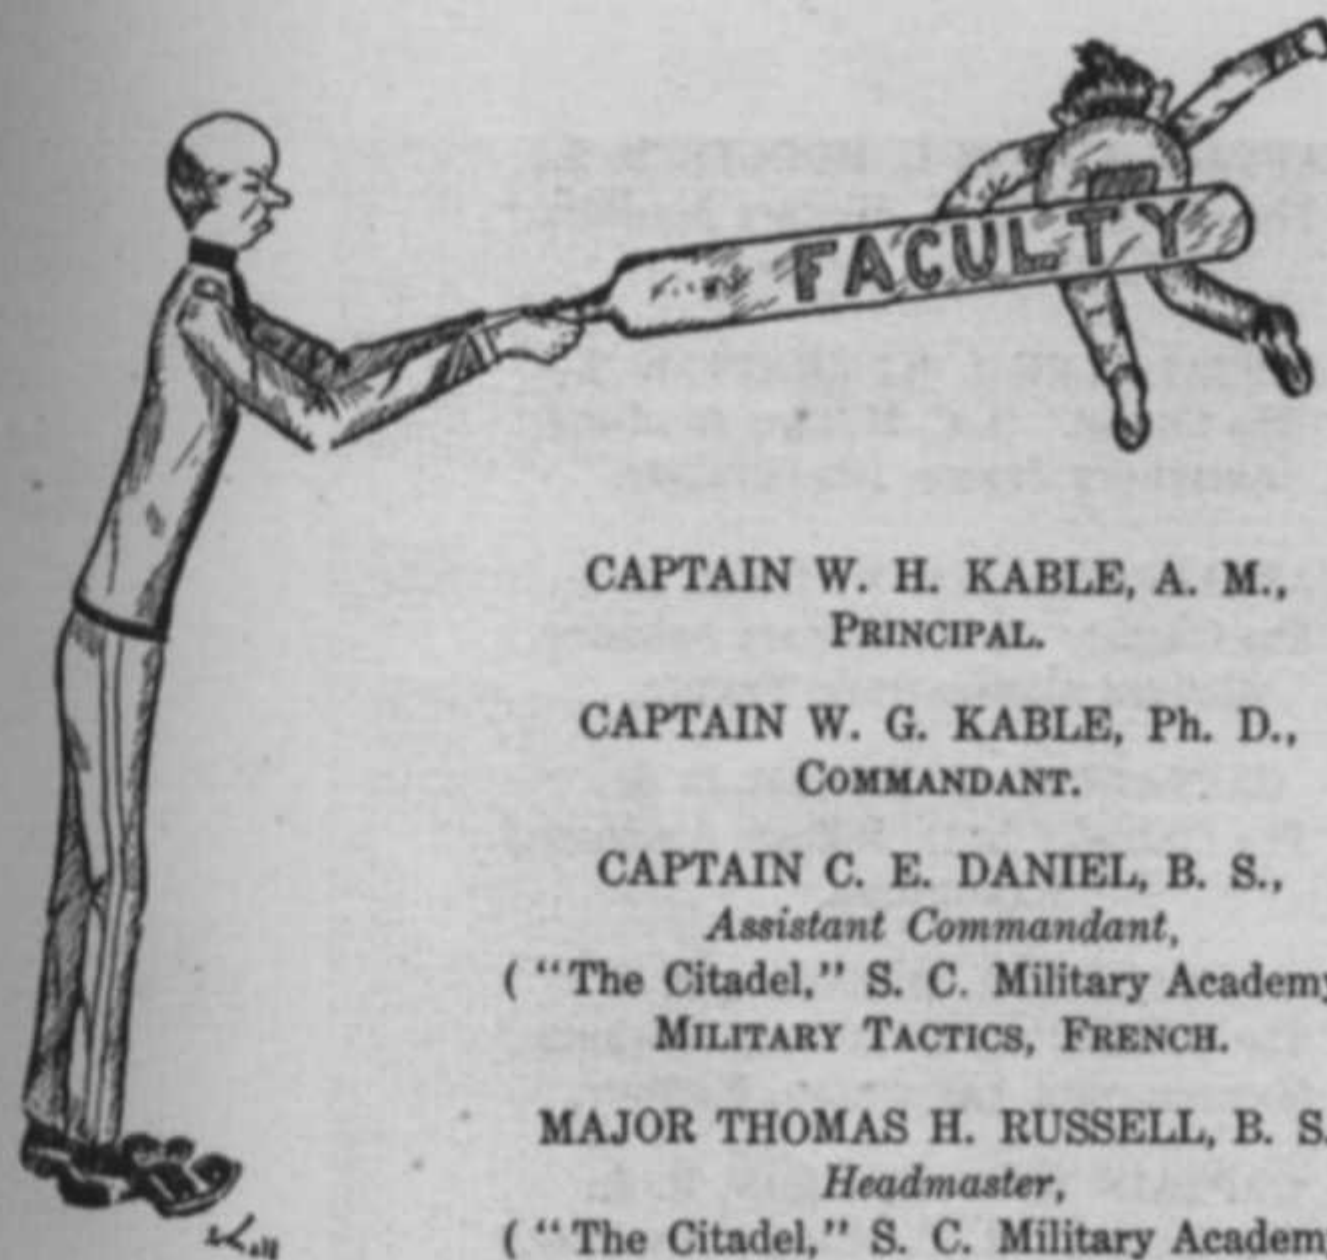 FACULTY
CAPTAIN W. H. KABLE, A. M.,
PRINCIPAL.
CAPTAIN W. G. KABLE, Ph. D.,
COMMANDANT.
CAPTAIN C. E. DANIEL, B. S.,
Assistant Commandant,
( "The Citadel," S. C. Military Academy
MILITARY TACTICS, FRENCH.
MAJOR THOMAS H. RUSSELL, B. S.
Headmaster,
( "The Citadel," S. C. Military Academ